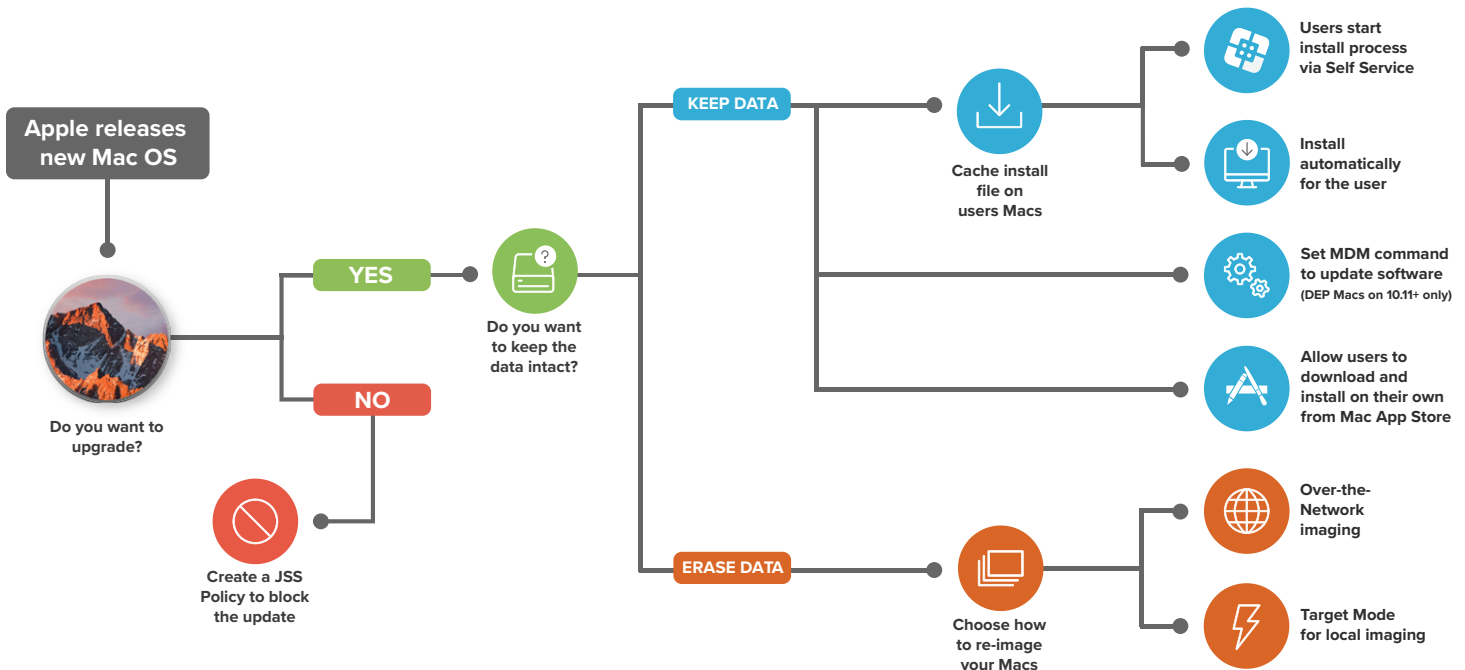 Apple releases
new Mac OS
Do you want to
upgrade?
YES
NO
Create a JSS
Policy to block
the update
?
Do you want
to keep the
data intact?
KEEP DATA
Cache install
file on
users Macs
Users start
install process
via Self Service
Install
automatically
for the user
Set MDM command
to update software
(DEP Macs on 10.11+ only)
Allow users to
download and
install on their own
from Mac App Store
ERASE DATA
Choose how
to re-image
your Macs
Over-the-
Network
imaging
Target Mode
for local imaging